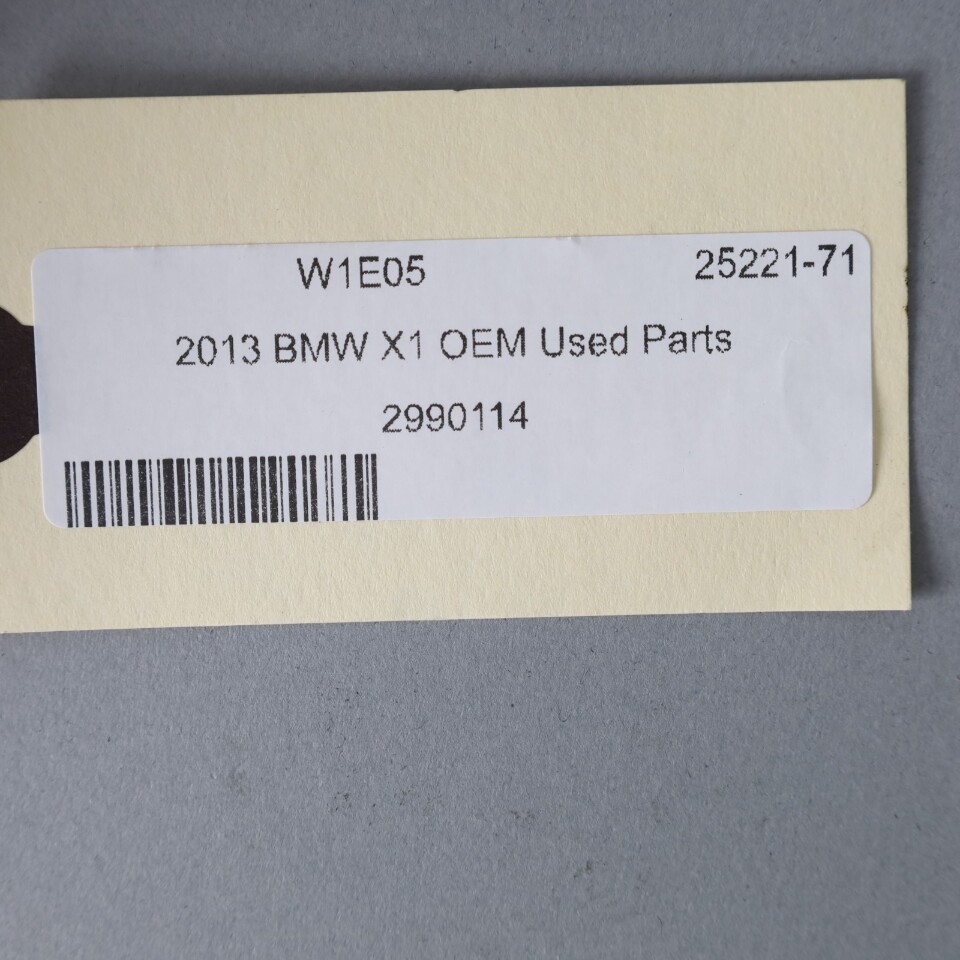 W1E05 25221-71
2013 BMW X1 OEM Used Parts
2990114